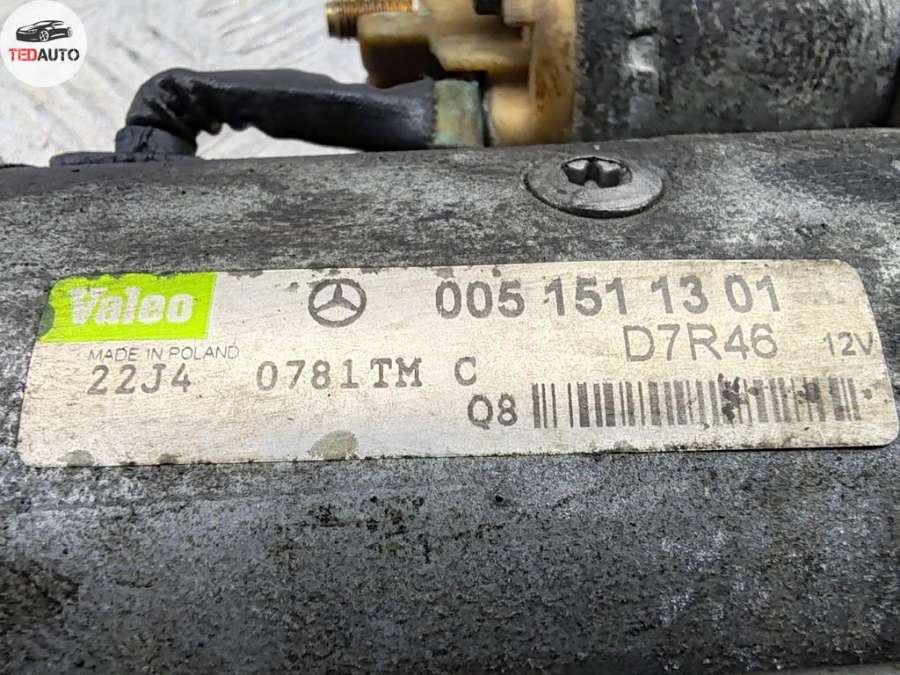 TEDAUTO
Valeo 005 151 13 01
MADE IN POLAND D7R46 12V
22J4 0781TM C
Q8